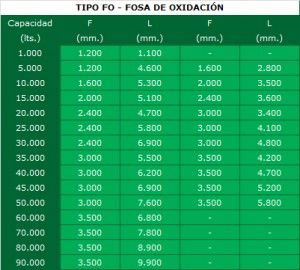 TIPO FO - FOSA DE OXIDACIÓN
Capacidad F L F L
(lts.) (mm.) (mm.) (mm.) (mm.)
1.000 1.200 1.100 - -
5.000 1.200 4.600 1.600 2.800
10.000 1.600 5.300 2.000 3.500
15.000 2.000 5.100 2.400 3.600
20.000 2.400 4.700 3.000 3.400
25.000 2.400 5.800 3.000 4.100
30.000 2.400 6.900 3.000 4.800
35.000 3.000 5.500 3.500 4.200
40.000 3.000 6.200 3.500 4.700
45.000 3.000 6.900 3.500 5.200
50.000 3.000 7.600 3.500 5.800
60.000 3.500 6.800 - -
70.000 3.500 7.800 - -
80.000 3.500 8.900 - -
90.000 3.500 9.900 - -